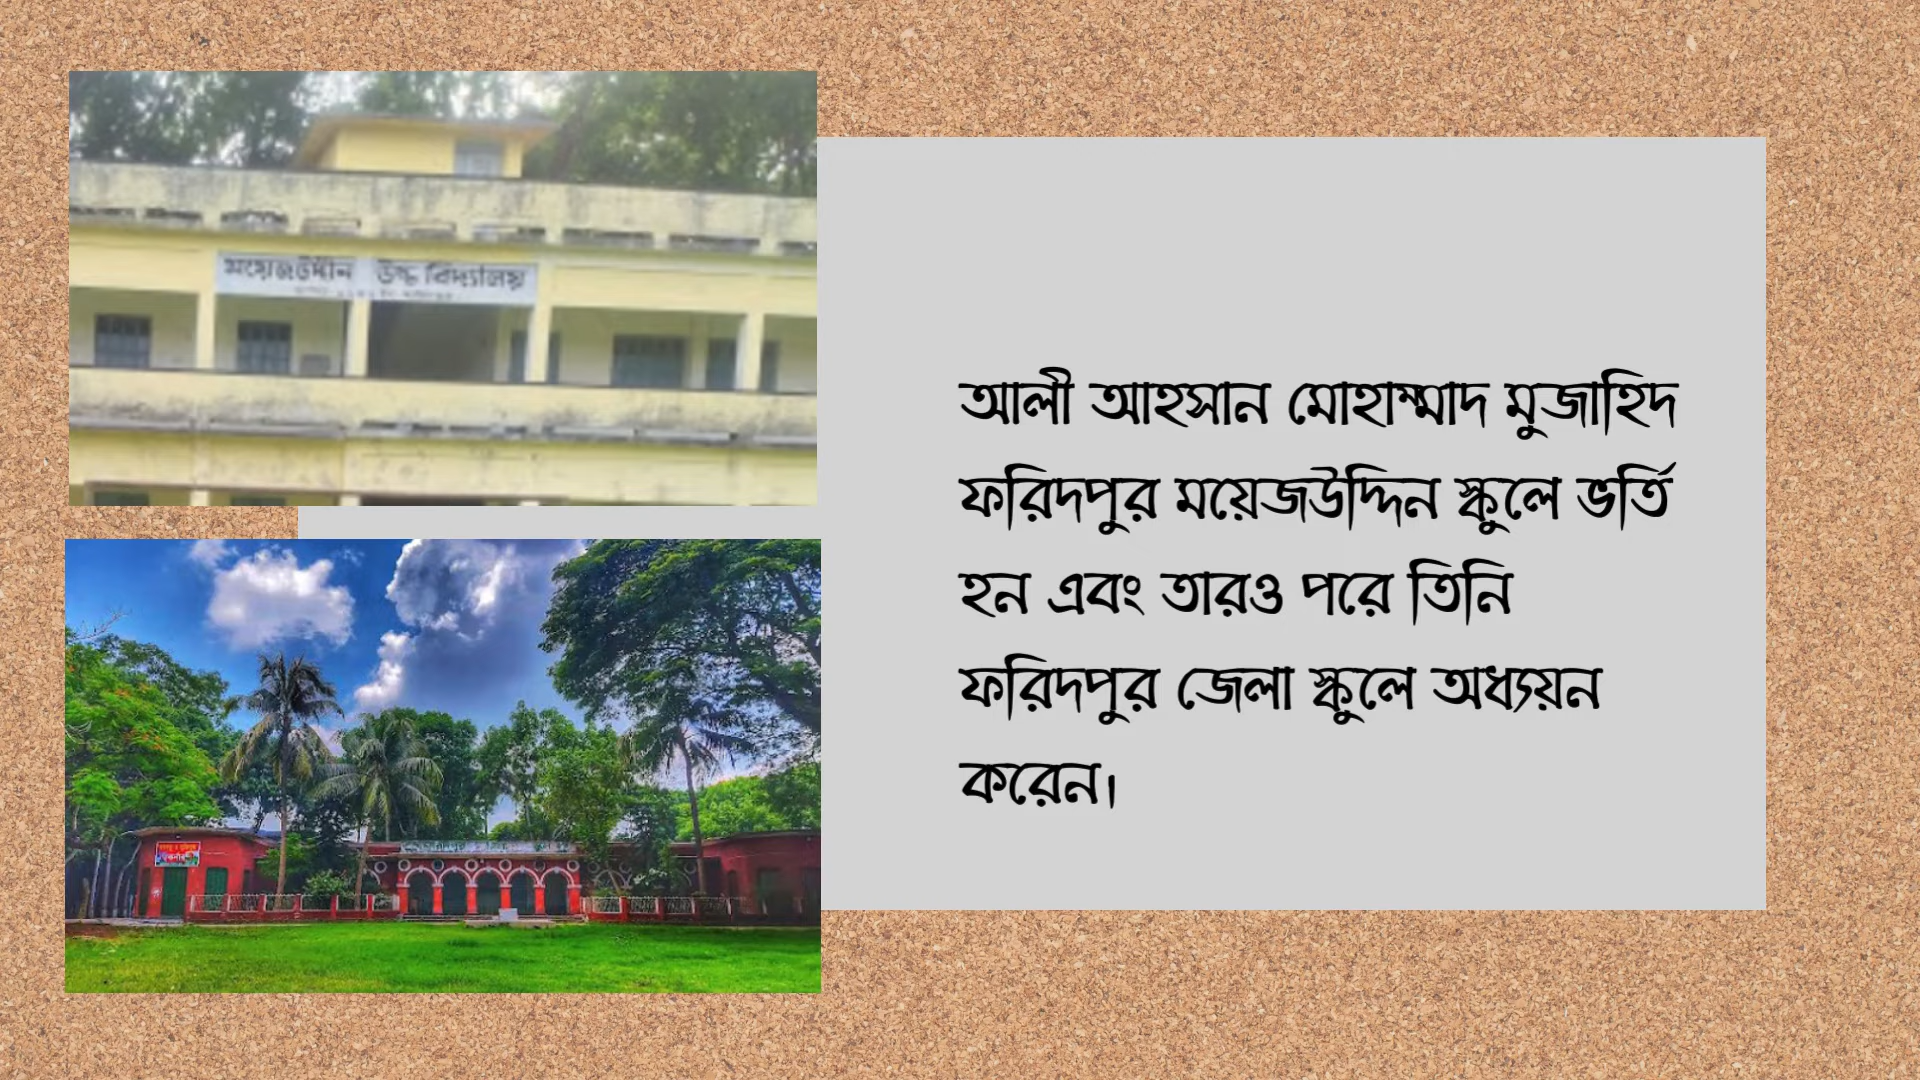 ময়েজউদ্দীন উচ্চ বিদ্যালয়
আলী আহসান মোহাম্মাদ মুজাহিদ
ফরিদপুর ময়েজউদ্দিন স্কুলে ভর্তি
হন এবং তারও পরে তিনি
ফরিদপুর জেলা স্কুলে অধ্যয়ন
করেন।